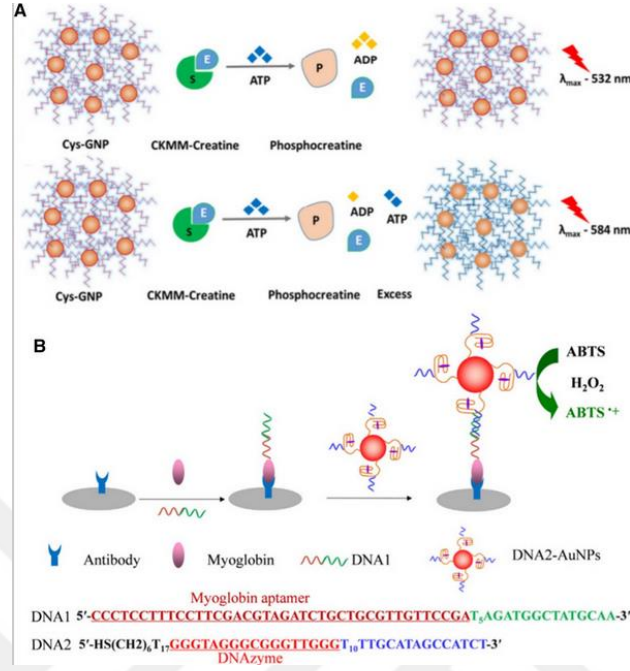 A
E
S
ATP
P
ADP
E
λmax - 532 nm
Cys-GNP CKMM-Creatine Phosphocreatine
E
S
ATP
P
ADP
ATP
E
λmax - 584 nm
Cys-GNP CKMM-Creatine Phosphocreatine Excess
B
ABTS
H2O2
ABTS •+
Antibody Myoglobin DNA1 DNA2-AuNPs
Myoglobin aptamer
DNA1 5'-CCCTCCTTTCCTTCGACGTAGATCTGCTGCGTTGTTCCGAT5AGATGGCTATGCAA-3'
DNA2 5'-HS(CH2)6T17GGGTAGGGCGGGTTGGGT10TTGCATAGCCATCT-3'
DNAzyme